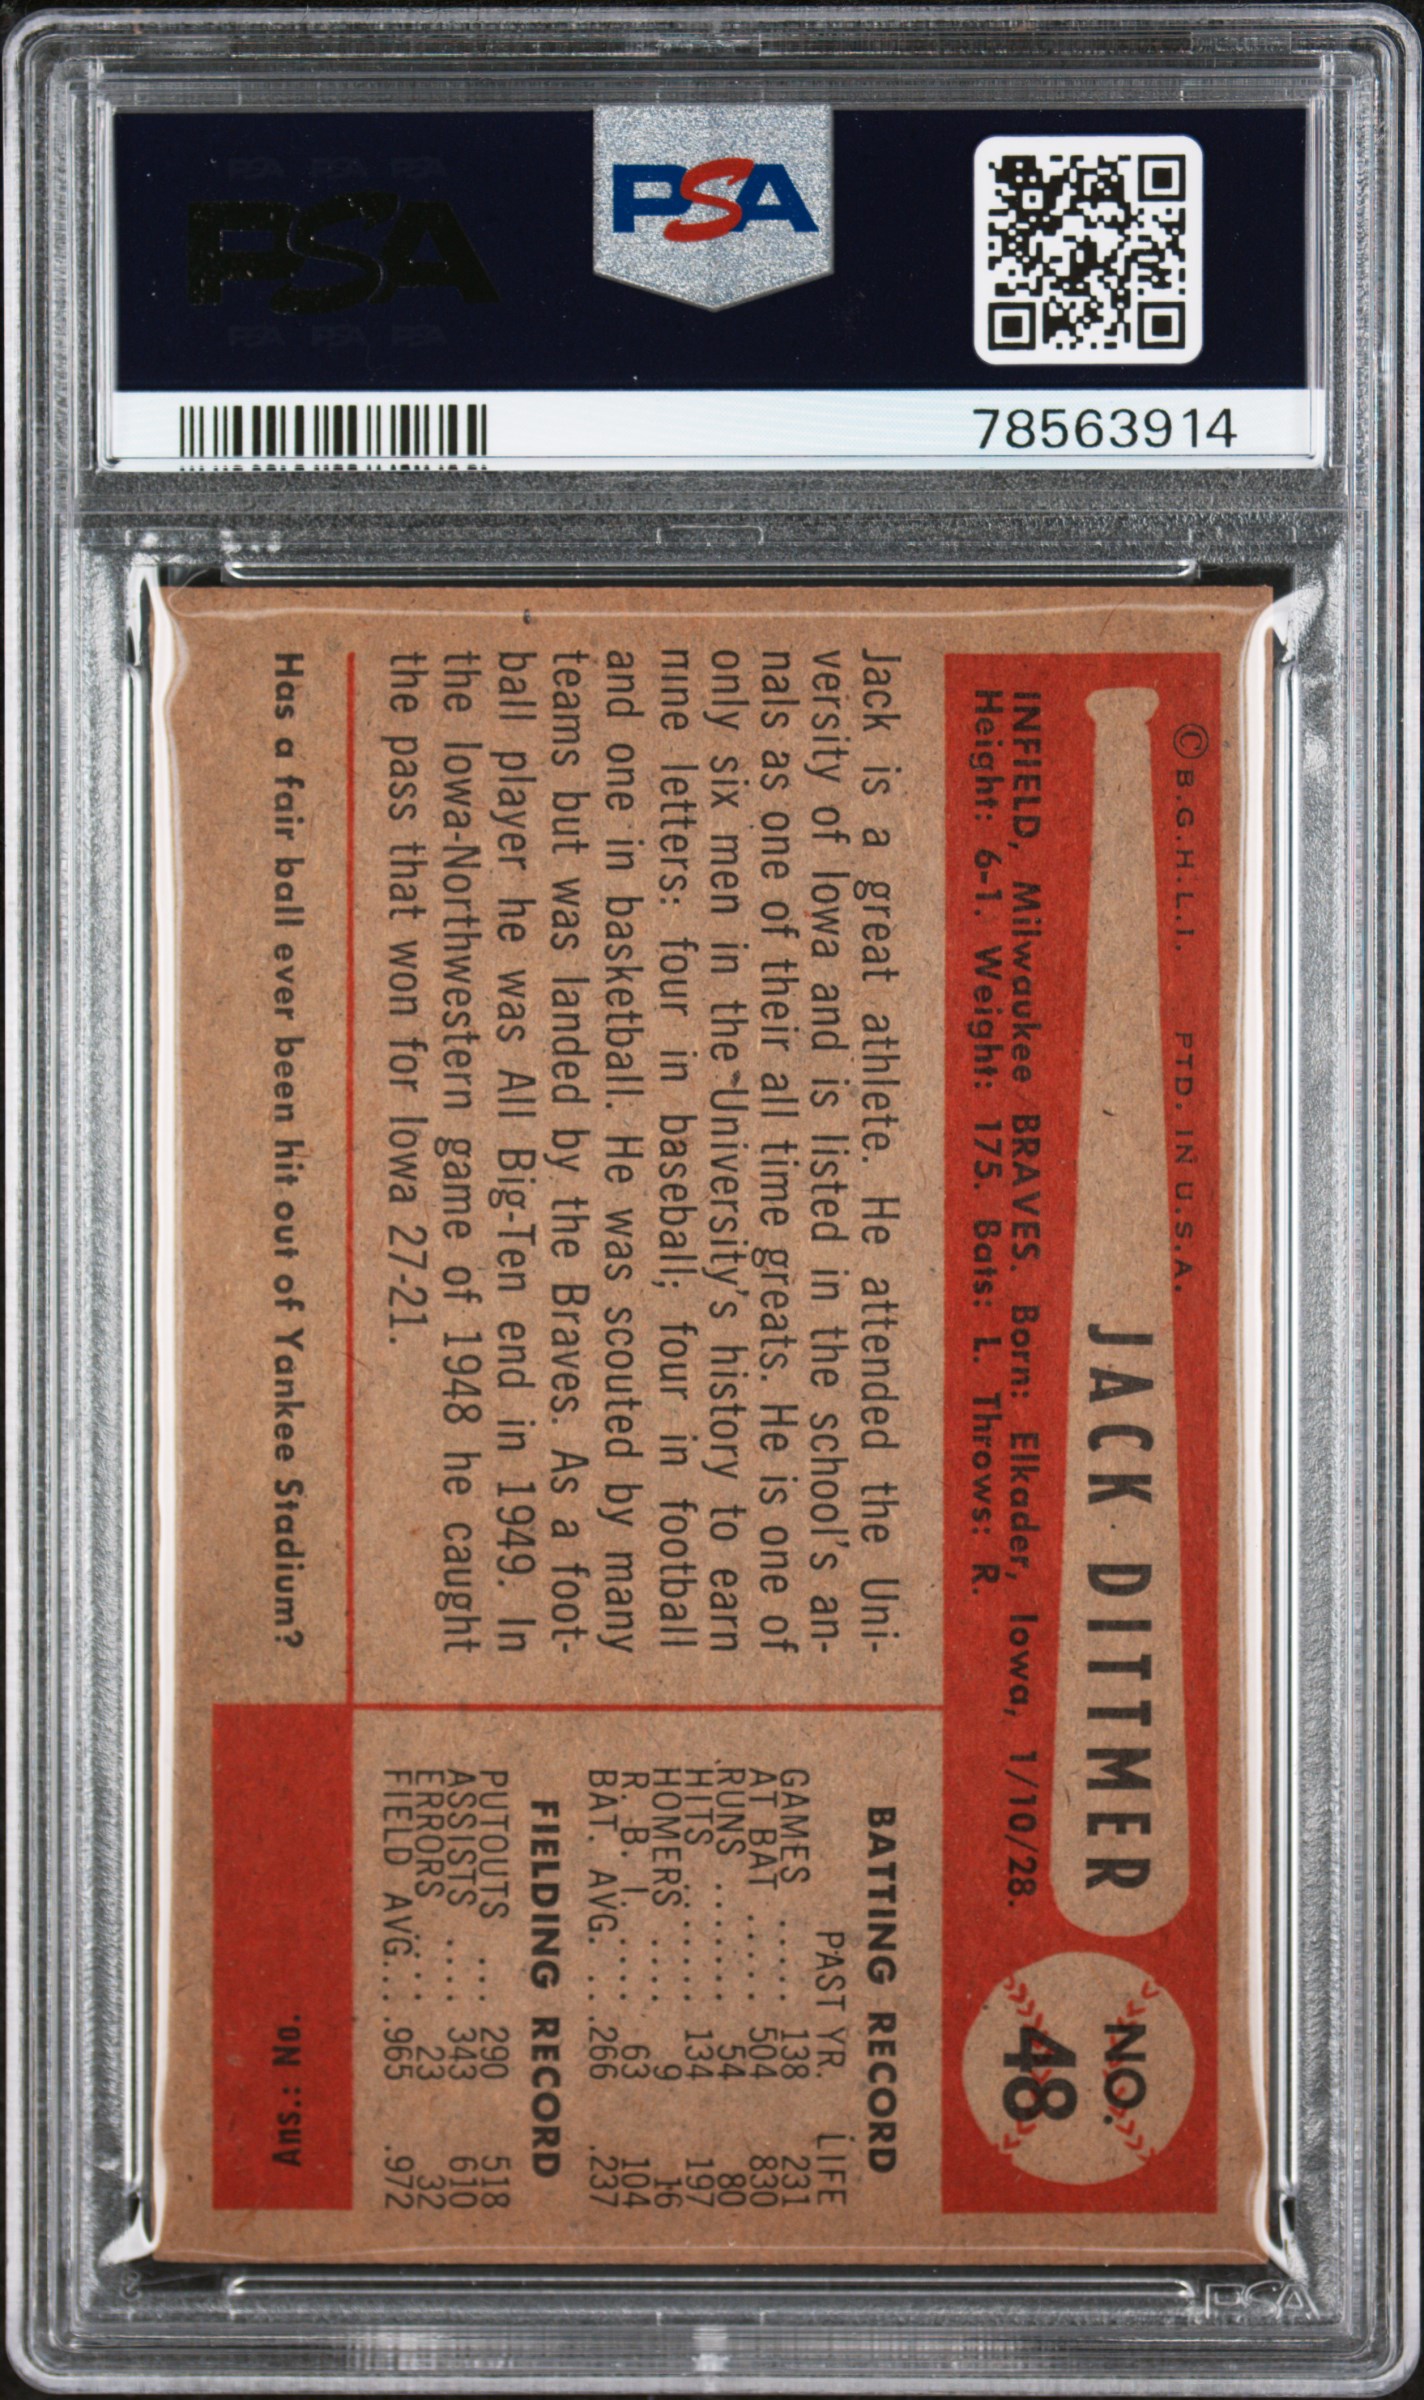 PSA
PSA
PSA PSA PSA
PSA PSA PSA
78563914
© B.G.H.L.I. PTD. IN U.S.A.
JACK DITTMER
NO.
48
INFIELD, Milwaukee BRAVES. Born: Elkader, Iowa, 1/10/28.
Height: 6-1. Weight: 175. Bats: L. Throws: R.
Jack is a great athlete. He attended the Uni-
versity of Iowa and is listed in the school's an-
nals as one of their all time greats. He is one of
only six men in the University's history to earn
nine letters: four in baseball; four in football
and one in basketball. He was scouted by many
teams but was landed by the Braves. As a foot-
ball player he was All Big-Ten end in 1949. In
the Iowa-Northwestern game of 1948 he caught
the pass that won for Iowa 27-21.
BATTING RECORD
PAST YR. LIFE
GAMES ..... 138 231
AT BAT ..... 504 830
RUNS ....... 54 80
HITS ....... 134 197
HOMERS .... 9 16
R. B. I. .... 63 104
BAT. AVG. ...266 .237
FIELDING RECORD
PUTOUTS ... 290 518
ASSISTS .... 343 610
ERRORS .... 23 32
FIELD AVG....965 .972
Has a fair ball ever been hit out of Yankee Stadium?
Ans.: No.
PSA